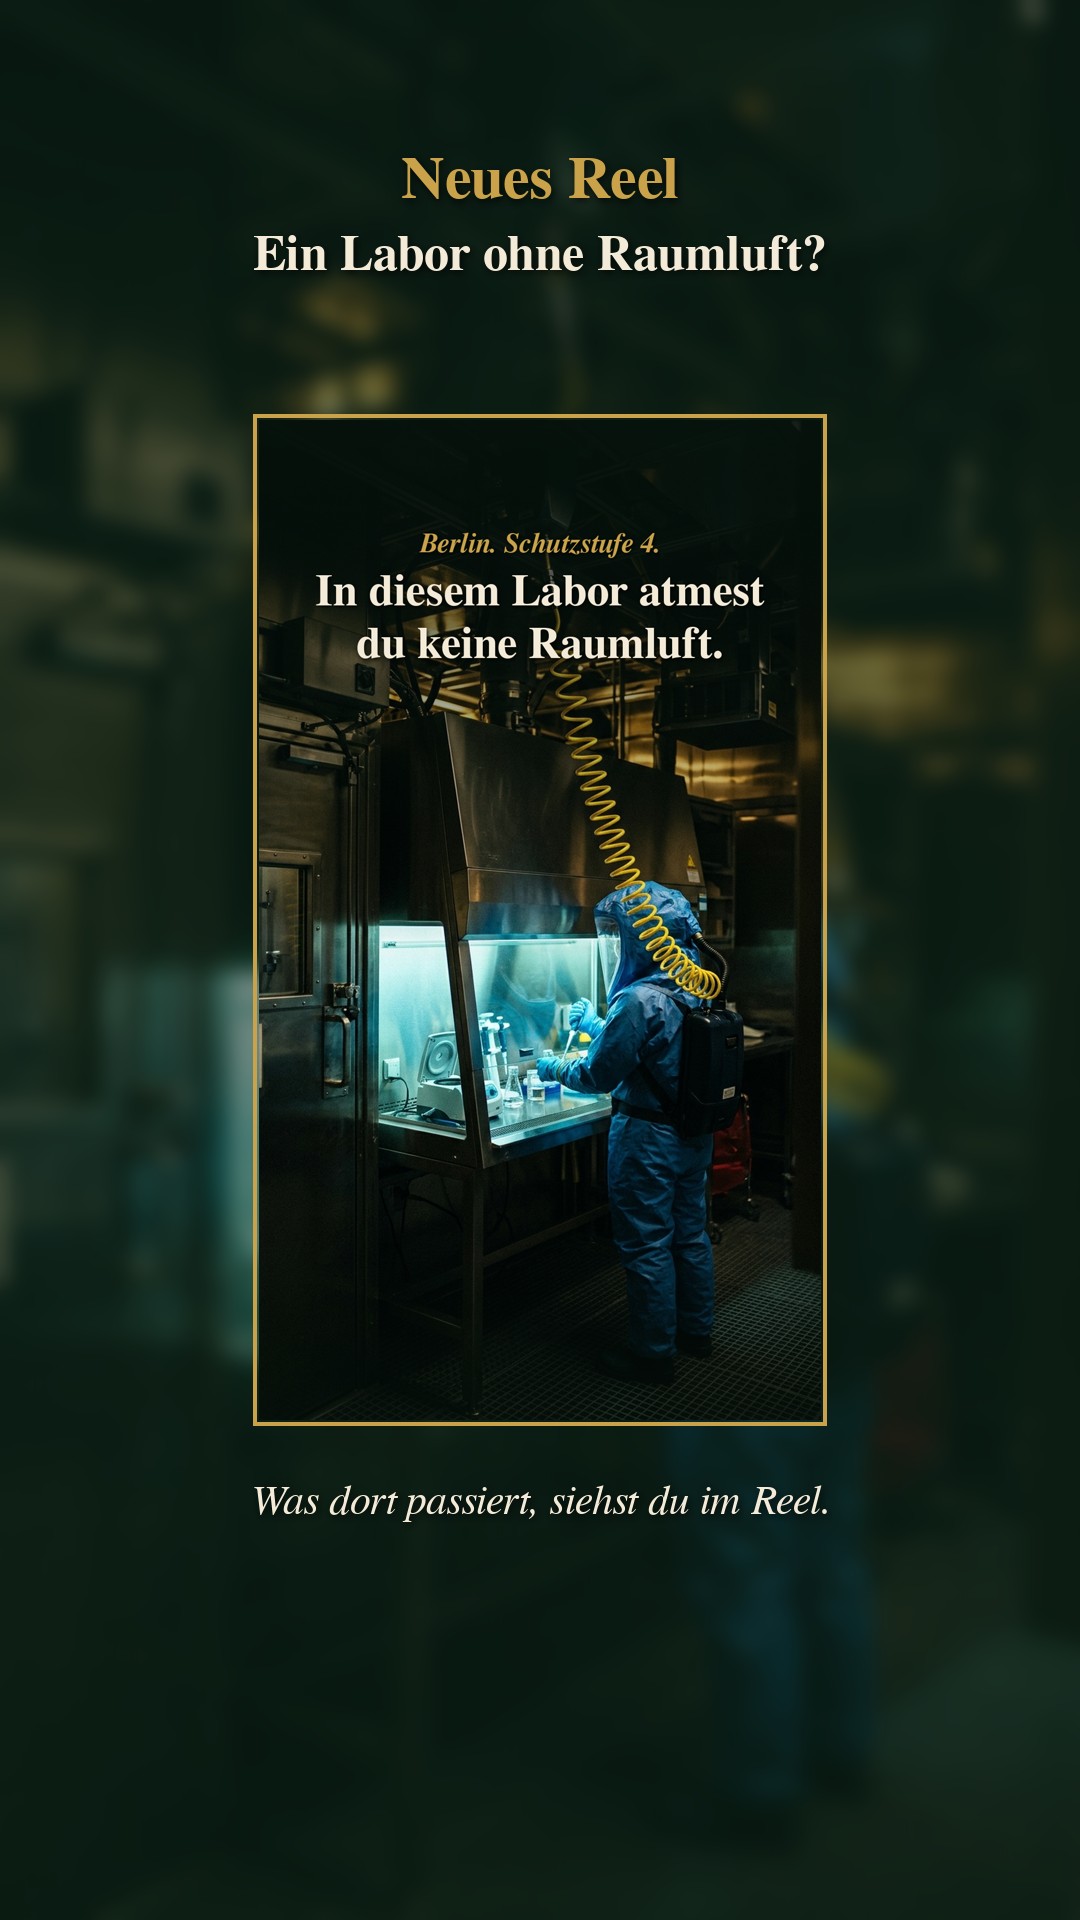 Neues Reel
Ein Labor ohne Raumluft?
Berlin. Schutzstufe 4.
In diesem Labor atmest
du keine Raumluft.
Was dort passiert, siehst du im Reel.